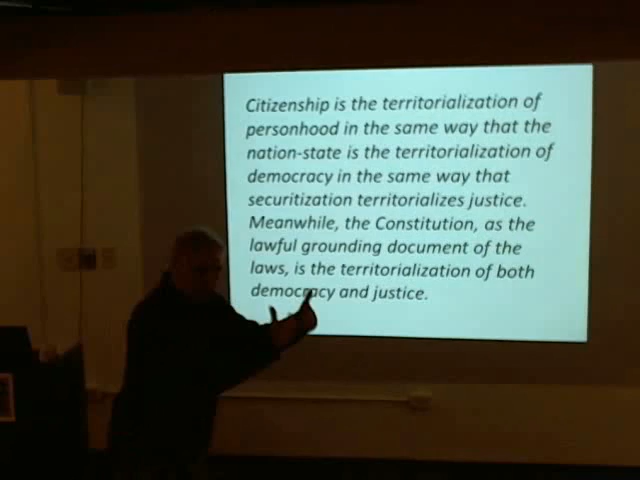 Citizenship is the territorialization of
personhood in the same way that the
nation-state is the territorialization of
democracy in the same way that
securitization territorializes justice.
Meanwhile, the Constitution, as the
lawful grounding document of the
laws, is the territorialization of both
democracy and justice.